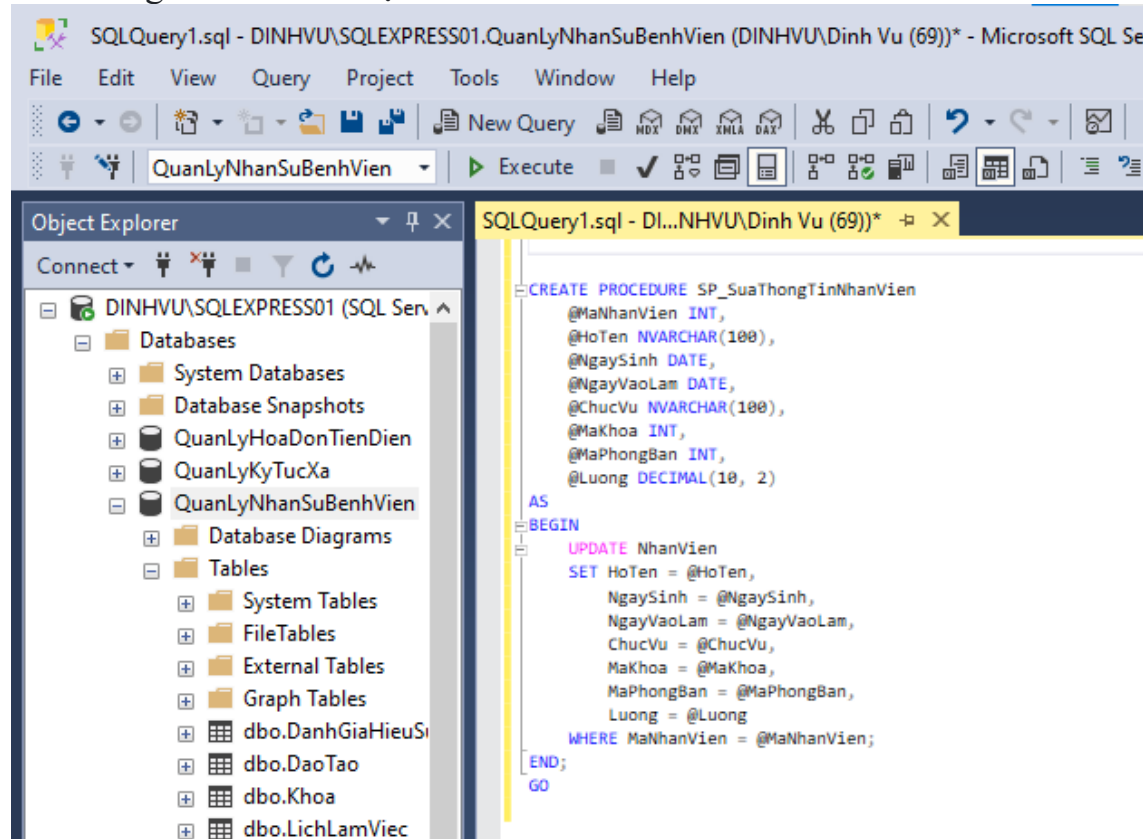 SQLQuery1.sql - DINHVU\SQLEXPRESS01.QuanLyNhanSuBenhVien (DINHVU\Dinh Vu (69))* - Microsoft SQL Se
File Edit View Query Project Tools Window Help
New Query MDX DMX XMLA DAX
QuanLyNhanSuBenhVien Execute
Object Explorer
Connect
DINHVU\SQLEXPRESS01 (SQL Serv
Databases
System Databases
Database Snapshots
QuanLyHoaDonTienDien
QuanLyKyTucXa
QuanLyNhanSuBenhVien
Database Diagrams
Tables
System Tables
FileTables
External Tables
Graph Tables
dbo.DanhGiaHieuSu
dbo.DaoTao
dbo.Khoa
dbo.LichLamViec
SQLQuery1.sql - DI...NHVU\Dinh Vu (69))*
CREATE PROCEDURE SP_SuaThongTinNhanVien
@MaNhanVien INT,
@HoTen NVARCHAR(100),
@NgaySinh DATE,
@NgayVaoLam DATE,
@ChucVu NVARCHAR(100),
@MaKhoa INT,
@MaPhongBan INT,
@Luong DECIMAL(10, 2)
AS
BEGIN
UPDATE NhanVien
SET HoTen = @HoTen,
NgaySinh = @NgaySinh,
NgayVaoLam = @NgayVaoLam,
ChucVu = @ChucVu,
MaKhoa = @MaKhoa,
MaPhongBan = @MaPhongBan,
Luong = @Luong
WHERE MaNhanVien = @MaNhanVien;
END;
GO